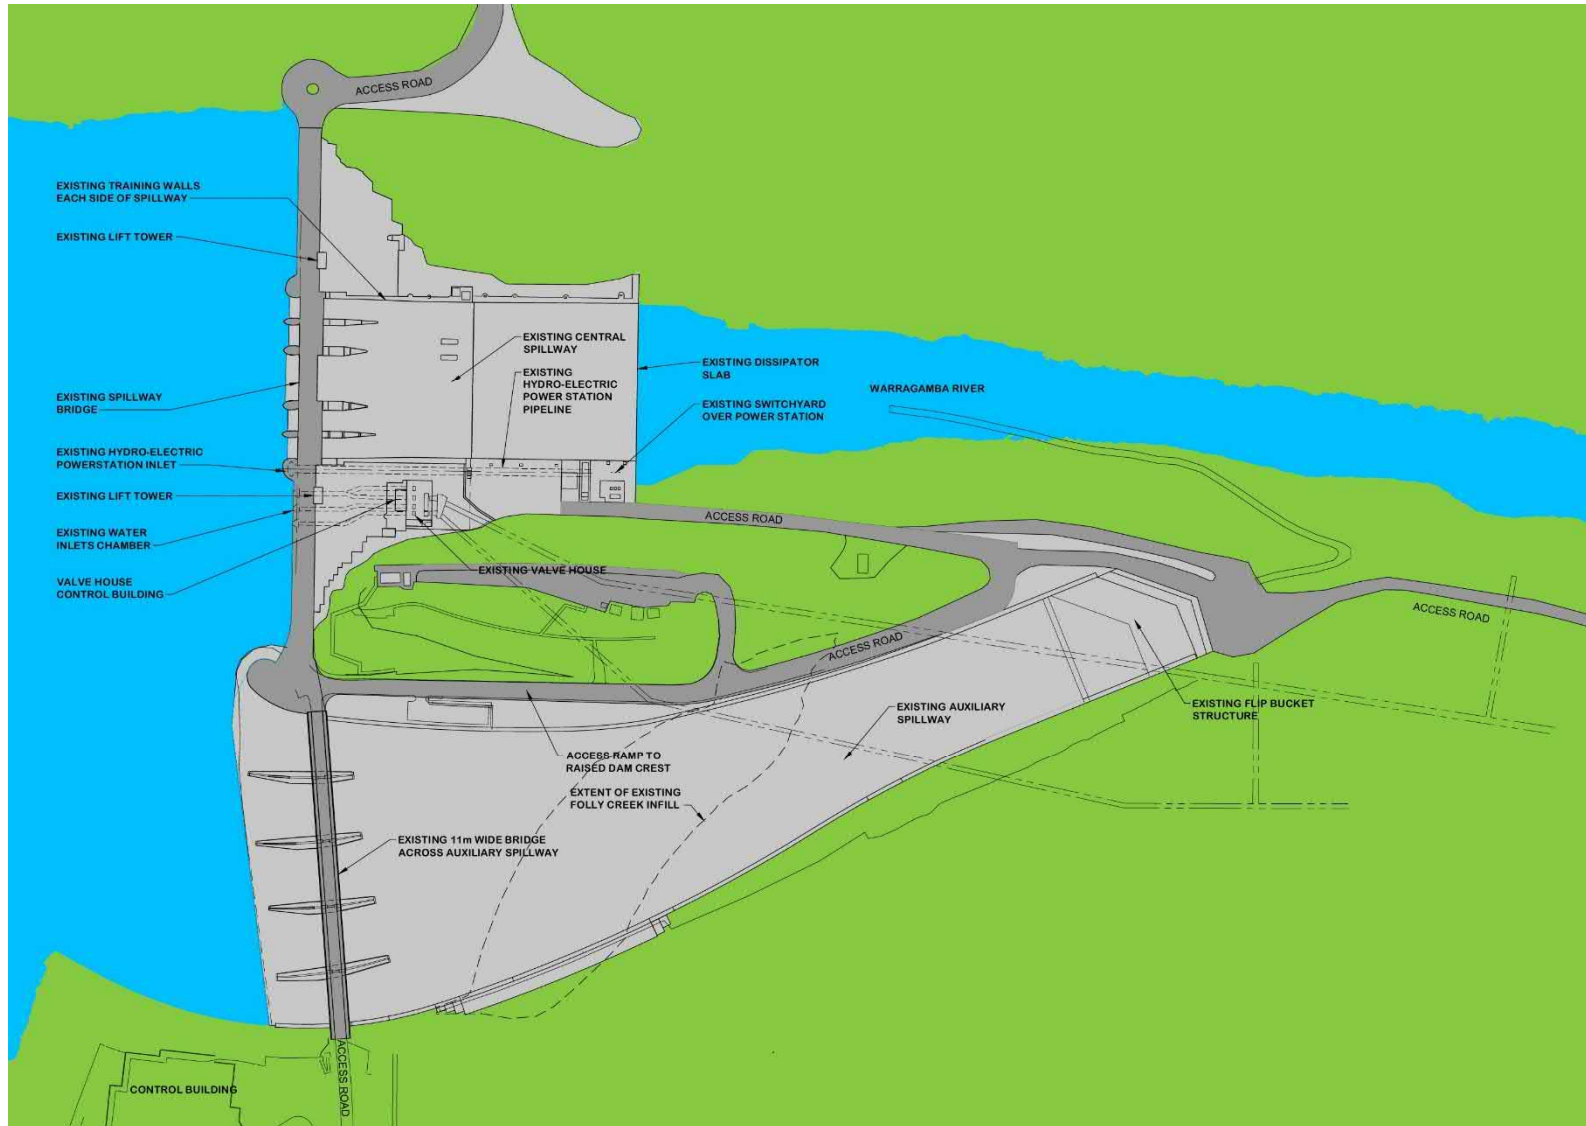 ACCESS ROAD
EXISTING TRAINING WALLS
EACH SIDE OF SPILLWAY
EXISTING LIFT TOWER
EXISTING CENTRAL
SPILLWAY
EXISTING
HYDRO-ELECTRIC
POWER STATION
PIPELINE
EXISTING DISSIPATOR
SLAB
WARRAGAMBA RIVER
EXISTING SWITCHYARD
OVER POWER STATION
EXISTING SPILLWAY
BRIDGE
EXISTING HYDRO-ELECTRIC
POWERSTATION INLET
EXISTING LIFT TOWER
EXISTING WATER
INLETS CHAMBER
VALVE HOUSE
CONTROL BUILDING
ACCESS ROAD
EXISTING VALVE HOUSE
ACCESS ROAD
ACCESS ROAD
EXISTING AUXILIARY
SPILLWAY
EXISTING FLIP BUCKET
STRUCTURE
ACCESS RAMP TO
RAISED DAM CREST
EXTENT OF EXISTING
FOLLY CREEK INFILL
EXISTING 11m WIDE BRIDGE
ACROSS AUXILIARY SPILLWAY
CONTROL BUILDING
ACCESS ROAD